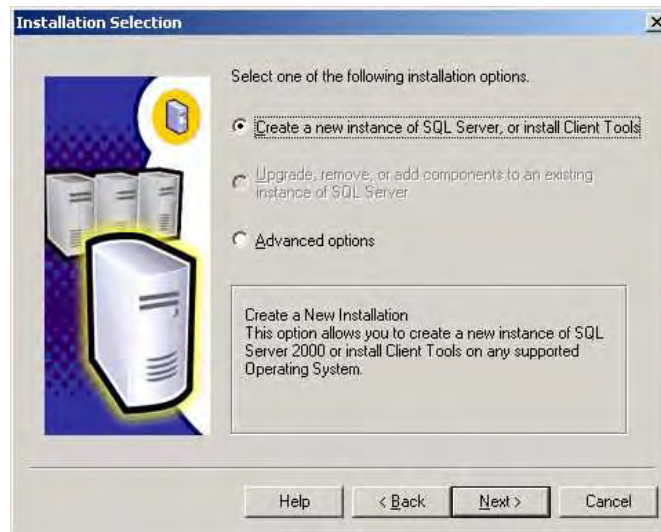 Installation Selection
Select one of the following installation options.
Create a new instance of SQL Server, or install Client Tools
Upgrade, remove, or add components to an existing
instance of SQL Server
Advanced options
Create a New Installation
This option allows you to create a new instance of SQL
Server 2000 or install Client Tools on any supported
Operating System.
Help
< Back
Next >
Cancel